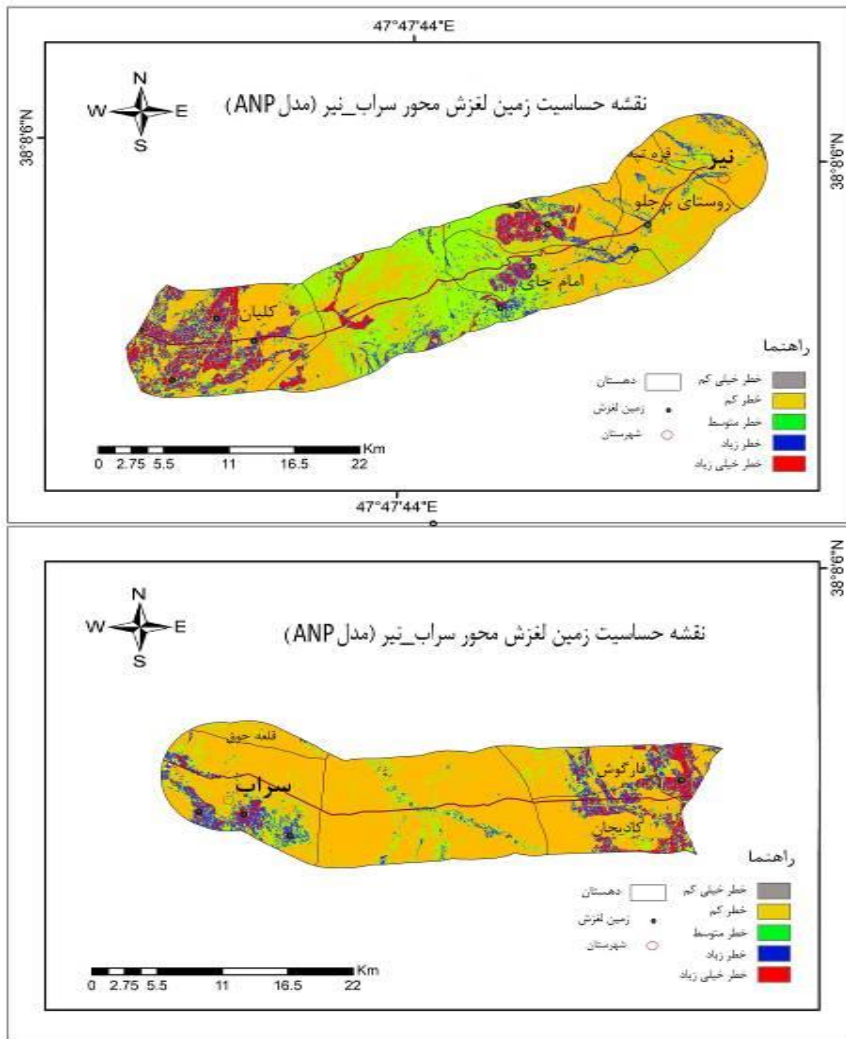 47°47'44"E
نقشه حساسیت زمین لغزش محور سراب_نیر (مدل ANP)
N
W E
S
38°8'6"N
38°8'6"N
نیر
قره تپه
روستای برجلو
امام چای
کلیان
راهنما
خطر خیلی کم
دهستان
خطر کم
زمین لغزش
خطر متوسط
شهرستان
خطر زیاد
خطر خیلی زیاد
Km
0 2.75 5.5 11 16.5 22
47°47'44"E
38°8'6"N
نقشه حساسیت زمین لغزش محور سراب_نیر (مدل ANP)
N
W E
S
قلعه جوق
سراب
فارگوش
کادیجان
راهنما
خطر خیلی کم
دهستان
خطر کم
زمین لغزش
خطر متوسط
شهرستان
خطر زیاد
خطر خیلی زیاد
Km
0 2.75 5.5 11 16.5 22